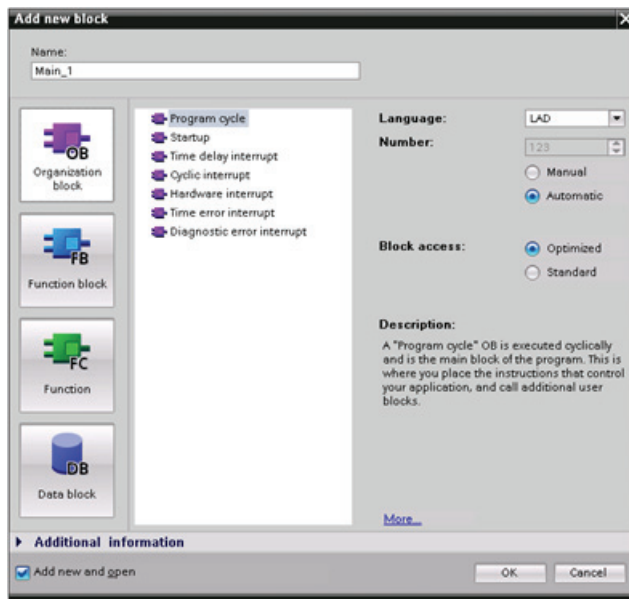 Add new block
Name:
Main_1
OB
Organization
block
FB
Function block
FC
Function
DB
Data block
Program cycle
Startup
Time delay interrupt
Cyclic interrupt
Hardware interrupt
Time error interrupt
Diagnostic error interrupt
Language:
LAD
Number:
123
Manual
Automatic
Block access:
Optimized
Standard
Description:
A "Program cycle" OB is executed cyclically
and is the main block of the program. This is
where you place the instructions that control
your application, and call additional user
blocks.
More...
Additional information
Add new and open
OK
Cancel